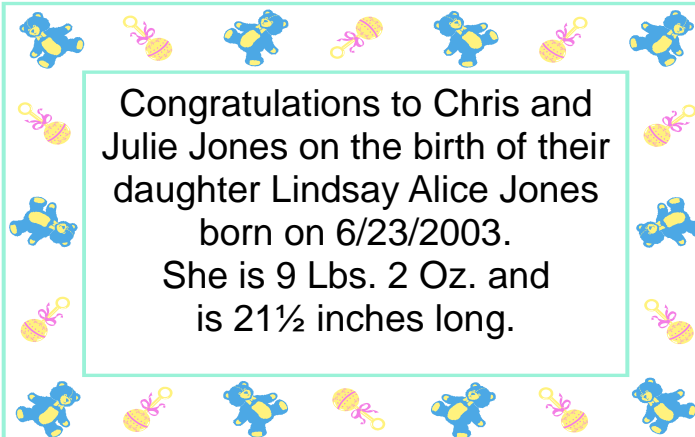 Congratulations to Chris and
Julie Jones on the birth of their
daughter Lindsay Alice Jones
born on 6/23/2003.
She is 9 Lbs. 2 Oz. and
is 21½ inches long.